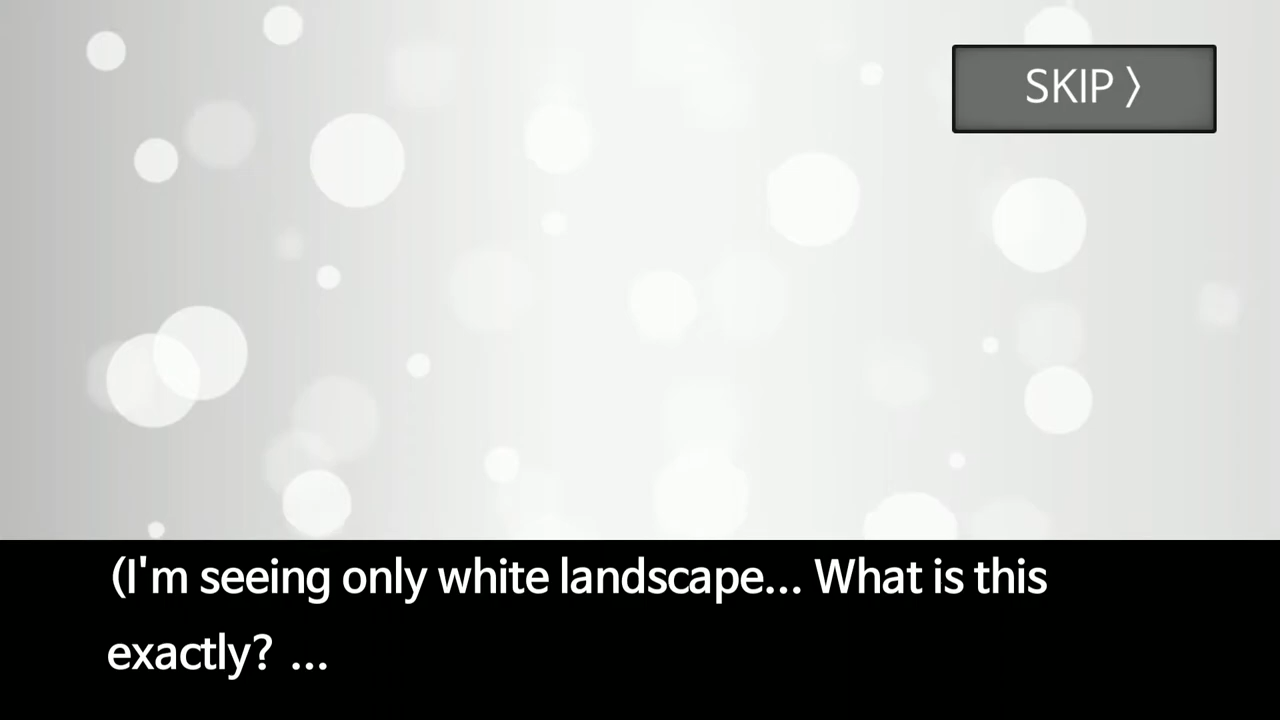 SKIP 〉
(I'm seeing only white landscape... What is this
exactly? ...